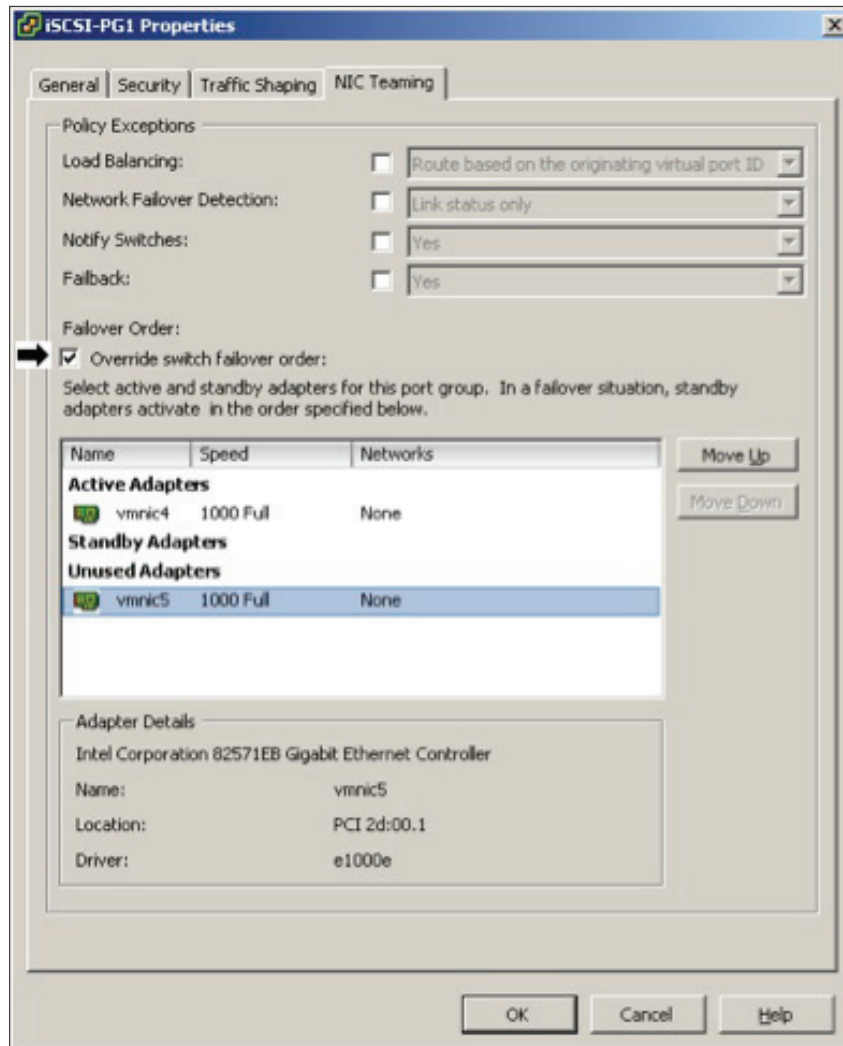 iSCSI-PG1 Properties
General Security Traffic Shaping NIC Teaming
Policy Exceptions
Load Balancing: Route based on the originating virtual port ID
Network Failover Detection: Link status only
Notify Switches: Yes
Failback: Yes
Failover Order:
Override switch failover order:
Select active and standby adapters for this port group. In a failover situation, standby
adapters activate in the order specified below.
Name Speed Networks
Move Up
Active Adapters
vmnic4 1000 Full None
Move Down
Standby Adapters
Unused Adapters
vmnic5 1000 Full None
Adapter Details
Intel Corporation 82571EB Gigabit Ethernet Controller
Name: vmnic5
Location: PCI 2d:00.1
Driver: e1000e
OK Cancel Help